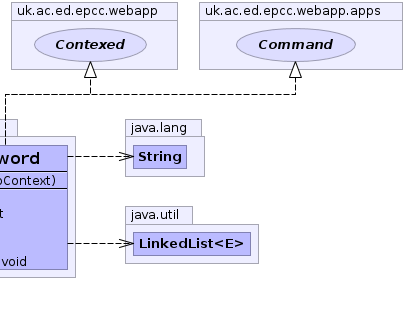 uk.ac.ed.epcc.webapp
Contexed
uk.ac.ed.epcc.webapp.apps
Command
java.lang
String
word
oContext)
t
java.util
LinkedList<E>
void